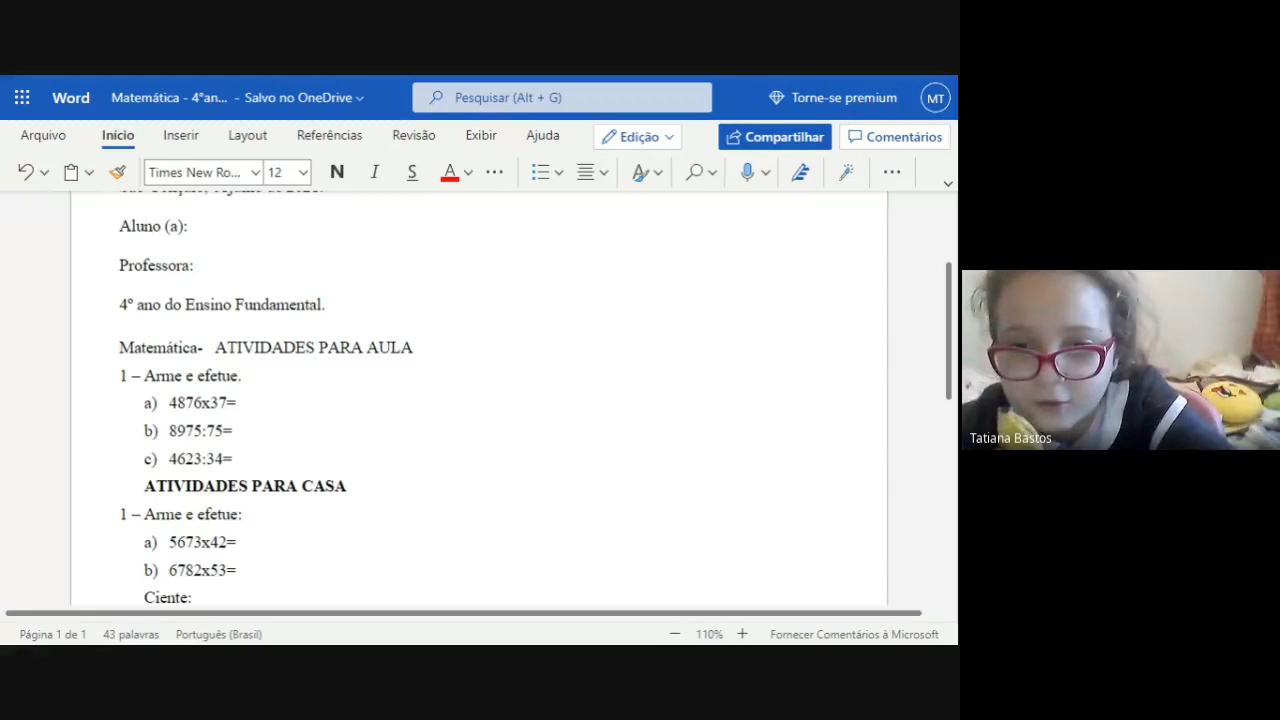 Word Matemática - 4°an... - Salvo no OneDrive Pesquisar (Alt + G) Torne-se premium MT
Arquivo Início Inserir Layout Referências Revisão Exibir Ajuda Edição Compartilhar Comentários
Times New Ro... 12 N I S A
Aluno (a):
Professora:
4º ano do Ensino Fundamental.
Matemática- ATIVIDADES PARA AULA
1 – Arme e efetue.
a) 4876x37=
b) 8975:75=
c) 4623:34=
ATIVIDADES PARA CASA
1 – Arme e efetue:
a) 5673x42=
b) 6782x53=
Ciente:
Página 1 de 1 43 palavras Português (Brasil) 110% Fornecer Comentários à Microsoft
Tatiana Bastos